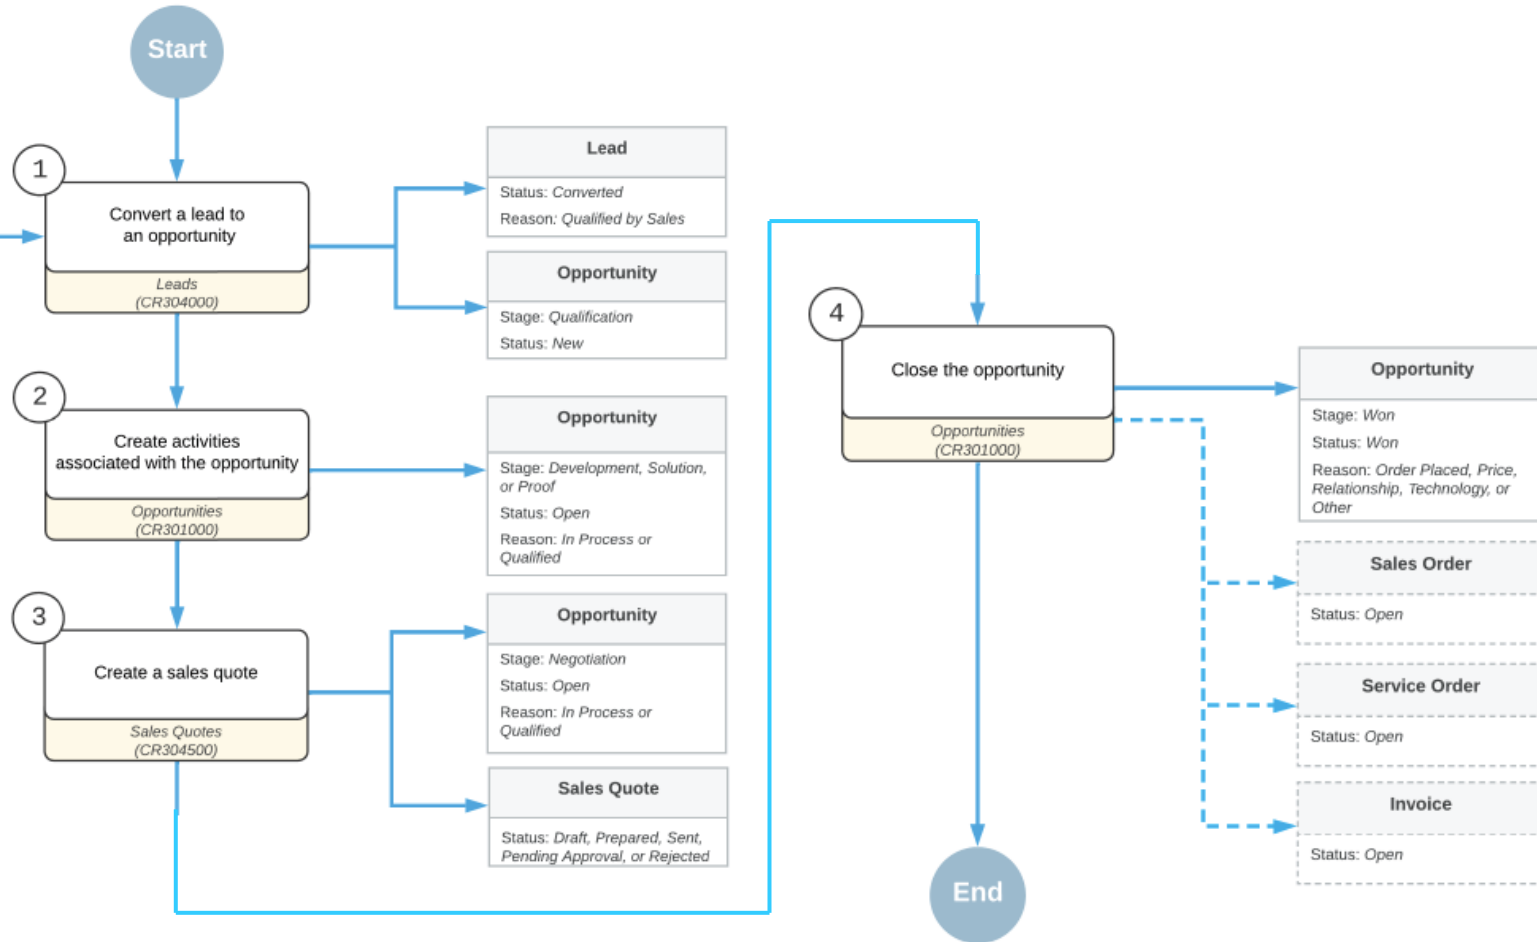 Start
1
Convert a lead to
an opportunity
Leads
(CR304000)
Lead
Status: Converted
Reason: Qualified by Sales
Opportunity
Stage: Qualification
Status: New
2
Create activities
associated with the opportunity
Opportunities
(CR301000)
Opportunity
Stage: Development, Solution,
or Proof
Status: Open
Reason: In Process or
Qualified
3
Create a sales quote
Sales Quotes
(CR304500)
Opportunity
Stage: Negotiation
Status: Open
Reason: In Process or
Qualified
Sales Quote
Status: Draft, Prepared, Sent,
Pending Approval, or Rejected
4
Close the opportunity
Opportunities
(CR301000)
Opportunity
Stage: Won
Status: Won
Reason: Order Placed, Price,
Relationship, Technology, or
Other
Sales Order
Status: Open
Service Order
Status: Open
Invoice
Status: Open
End